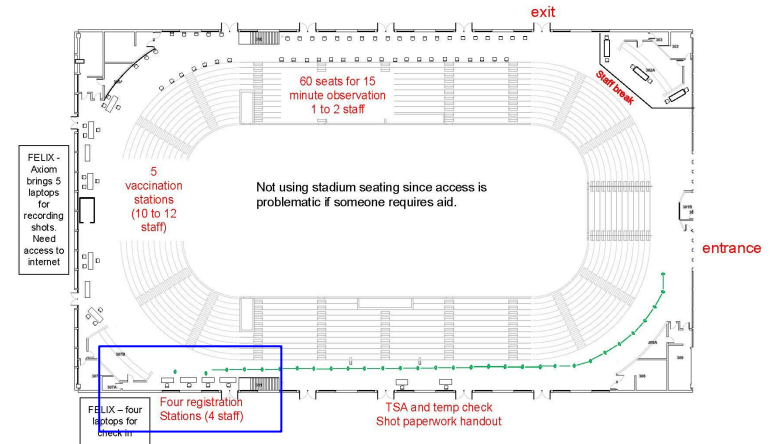 exit
Staff break
60 seats for 15
minute observation
1 to 2 staff
FELIX -
Axiom
brings 5
laptops
for
recording
shots.
Need
access to
internet
5
vaccination
stations
(10 to 12
staff)
Not using stadium seating since access is
problematic if someone requires aid.
entrance
Four registration
Stations (4 staff)
FELIX – four
laptops for
check in
TSA and temp check
Shot paperwork handout